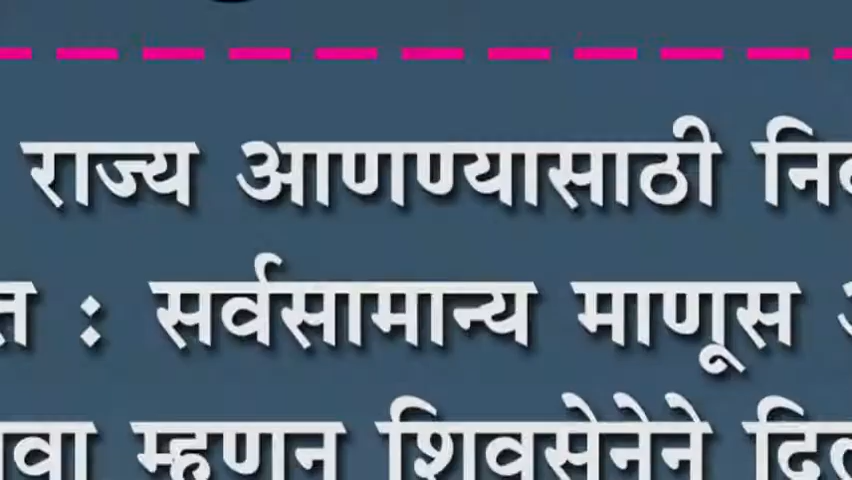 राज्य आणण्यासाठी
: सर्वसामान्य माणूस
म्हणून शिवसेनेने